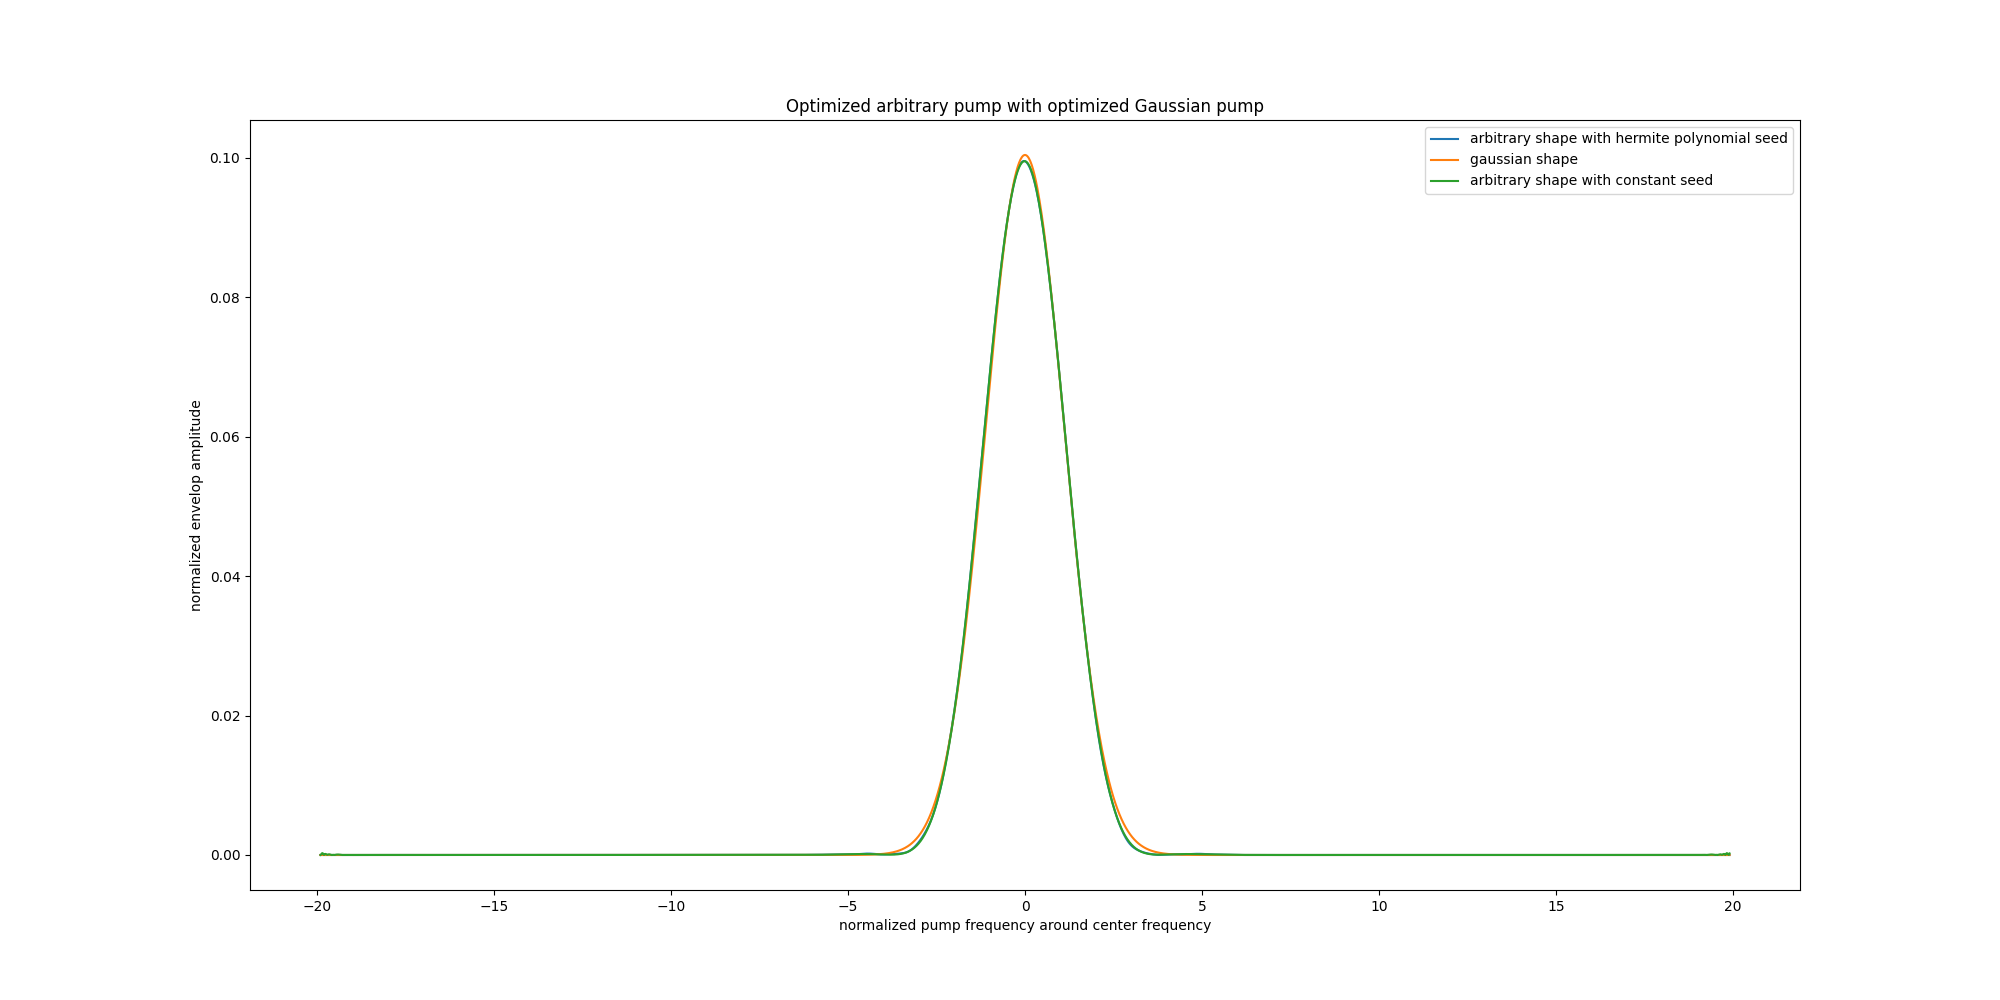 Optimized arbitrary pump with optimized Gaussian pump
arbitrary shape with hermite polynomial seed
gaussian shape
arbitrary shape with constant seed
normalized envelop amplitude
0.10
0.08
0.06
0.04
0.02
0.00
−20 −15 −10 −5 0 5 10 15 20
normalized pump frequency around center frequency